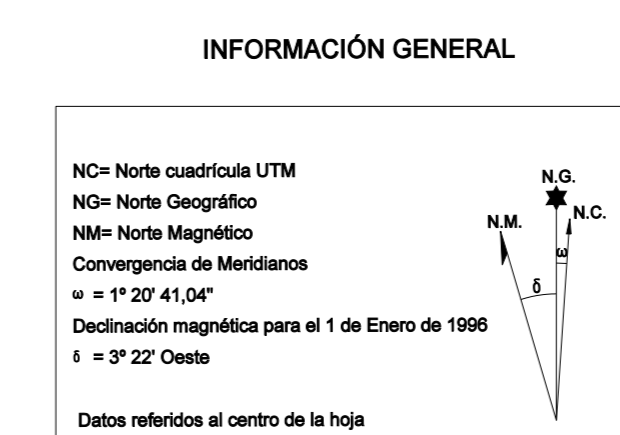 INFORMACIÓN GENERAL
NC= Norte cuadrícula UTM
NG= Norte Geográfico
NM= Norte Magnético
Convergencia de Meridianos
ω = 1º 20' 41,04"
Declinación magnética para el 1 de Enero de 1996
δ = 3º 22' Oeste
Datos referidos al centro de la hoja
N.G.
N.M.
N.C.
ω
δ